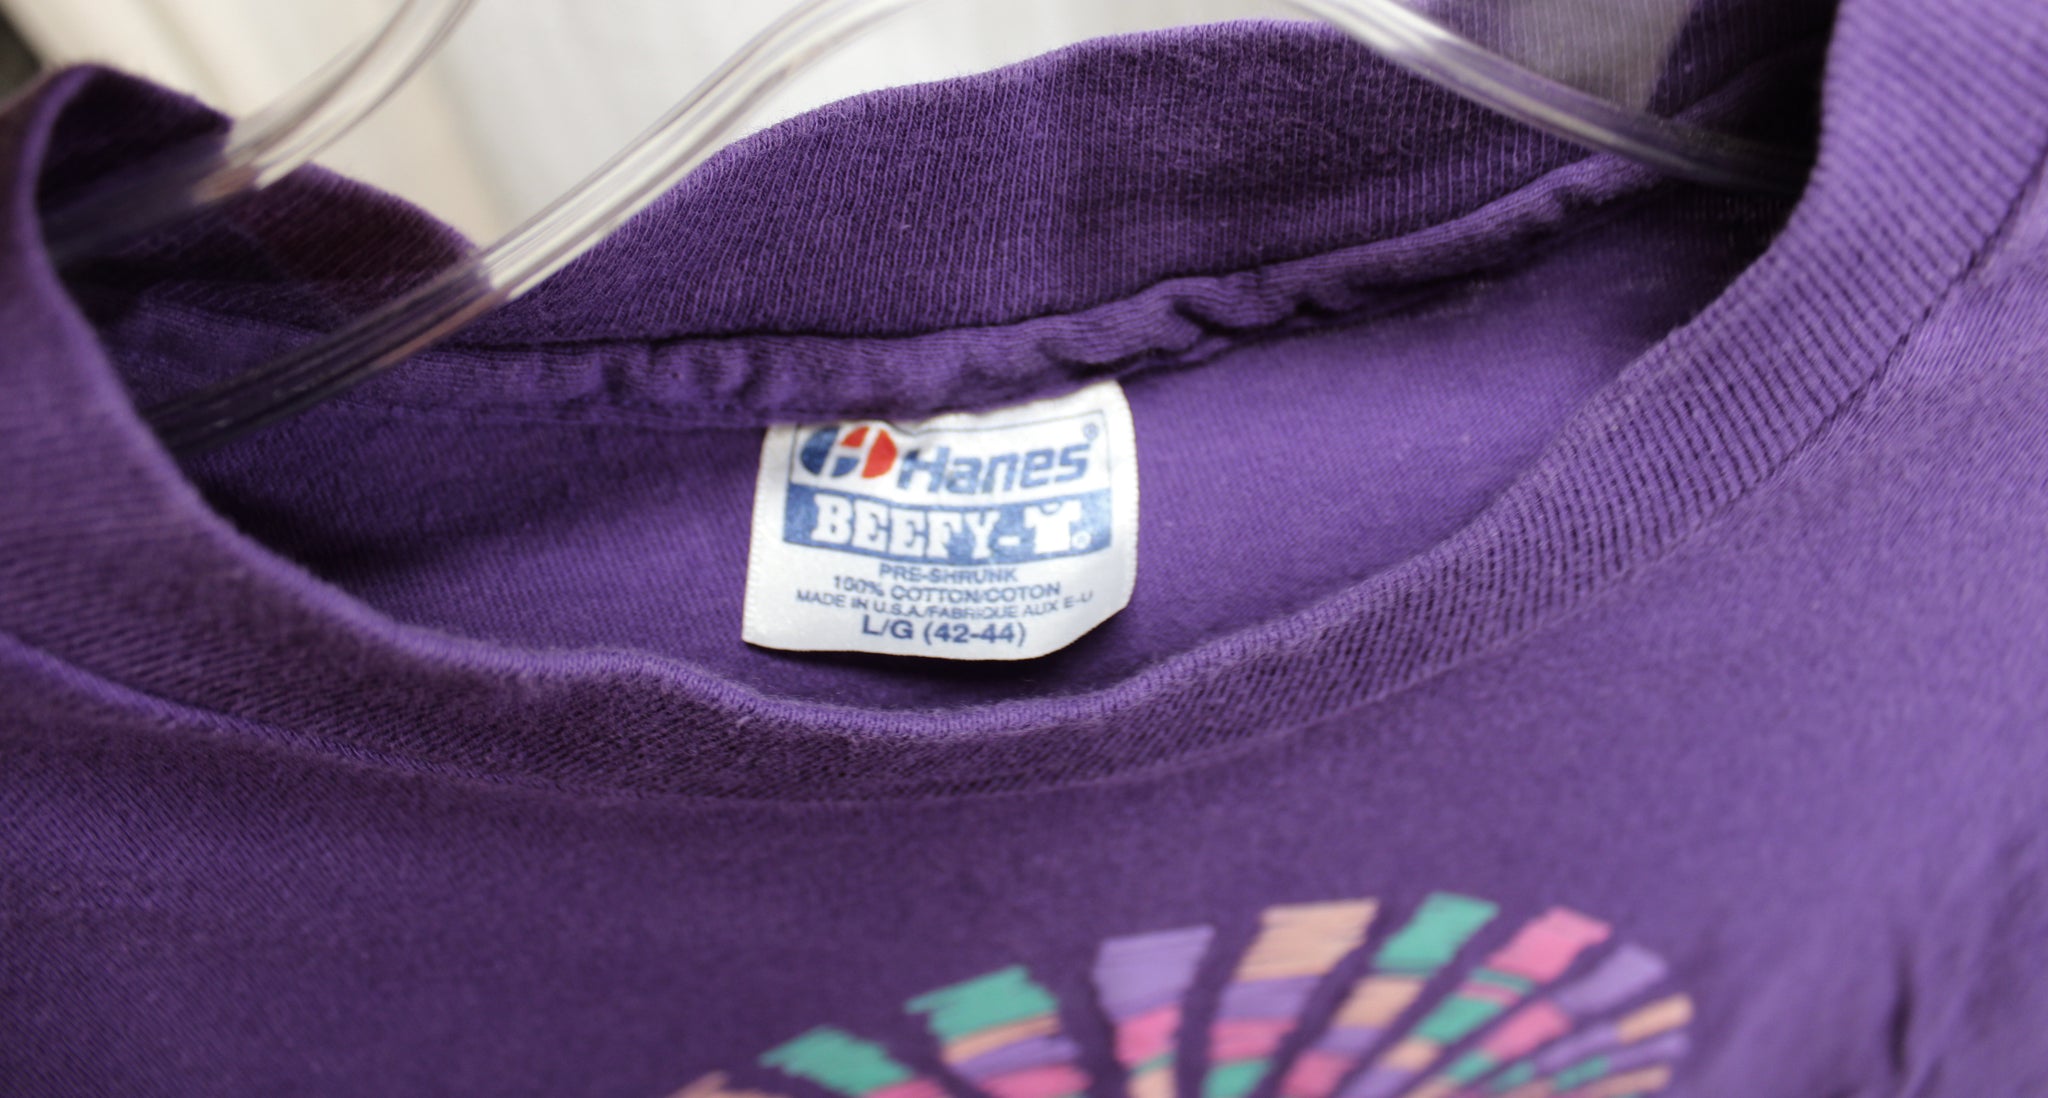 Hanes®
BEEFY-T®
PRE-SHRUNK
100% COTTON/COTON
MADE IN U.S.A./FABRIQUE AUX E-U
L/G (42-44)